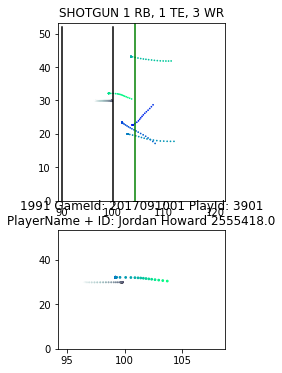 SHOTGUN 1 RB, 1 TE, 3 WR
50
40
30
20
10
0
90 100 110 120
1991 GameId: 2017091001 PlayId: 3901
PlayerName + ID: Jordan Howard 2555418.0
40
20
0
95 100 105